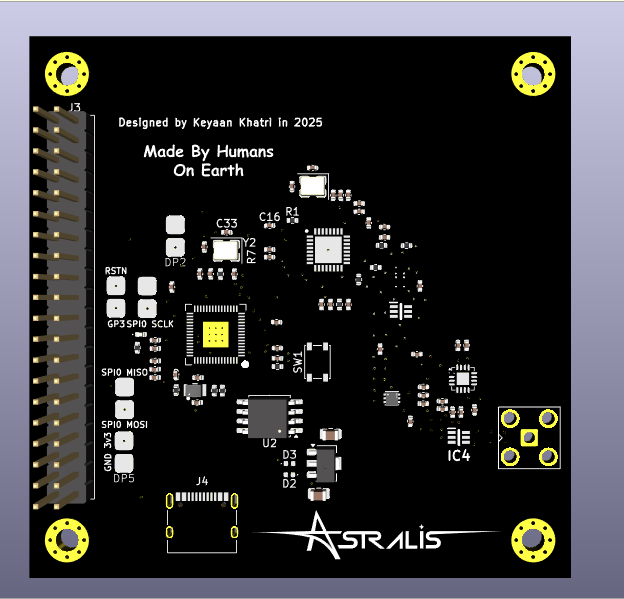 J3
Designed by Keyaan Khatri in 2025
Made By Humans
On Earth
C33
C16
R1
Y2
R7
DP2
RSTN
GP3
SPI0 SCLK
SW1
SPI0 MISO
SPI0 MOSI
3V3
GND
DP5
U2
IC4
D3
D2
J4
ASTRALIS